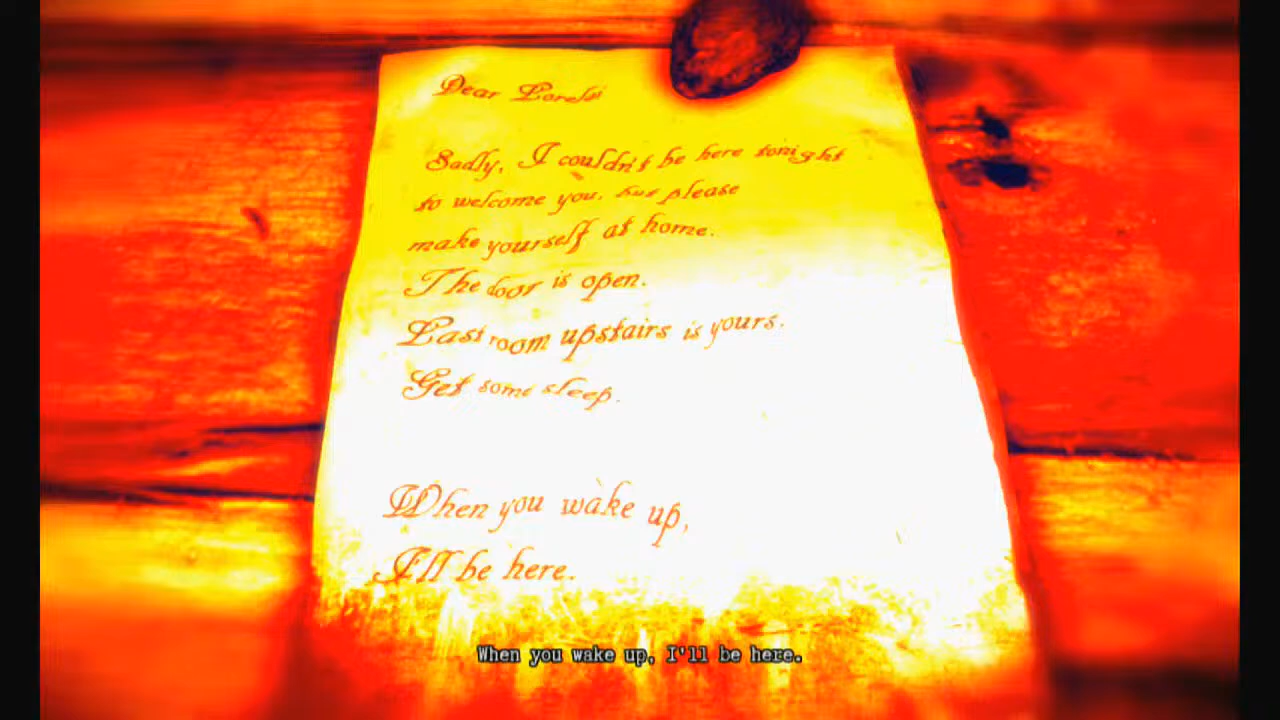 Dear Lorelei
Sadly, I couldn't be here tonight
to welcome you, but please
make yourself at home.
The door is open.
Last room upstairs is yours.
Get some sleep.
When you wake up,
I'll be here.
When you wake up, I'll be here.